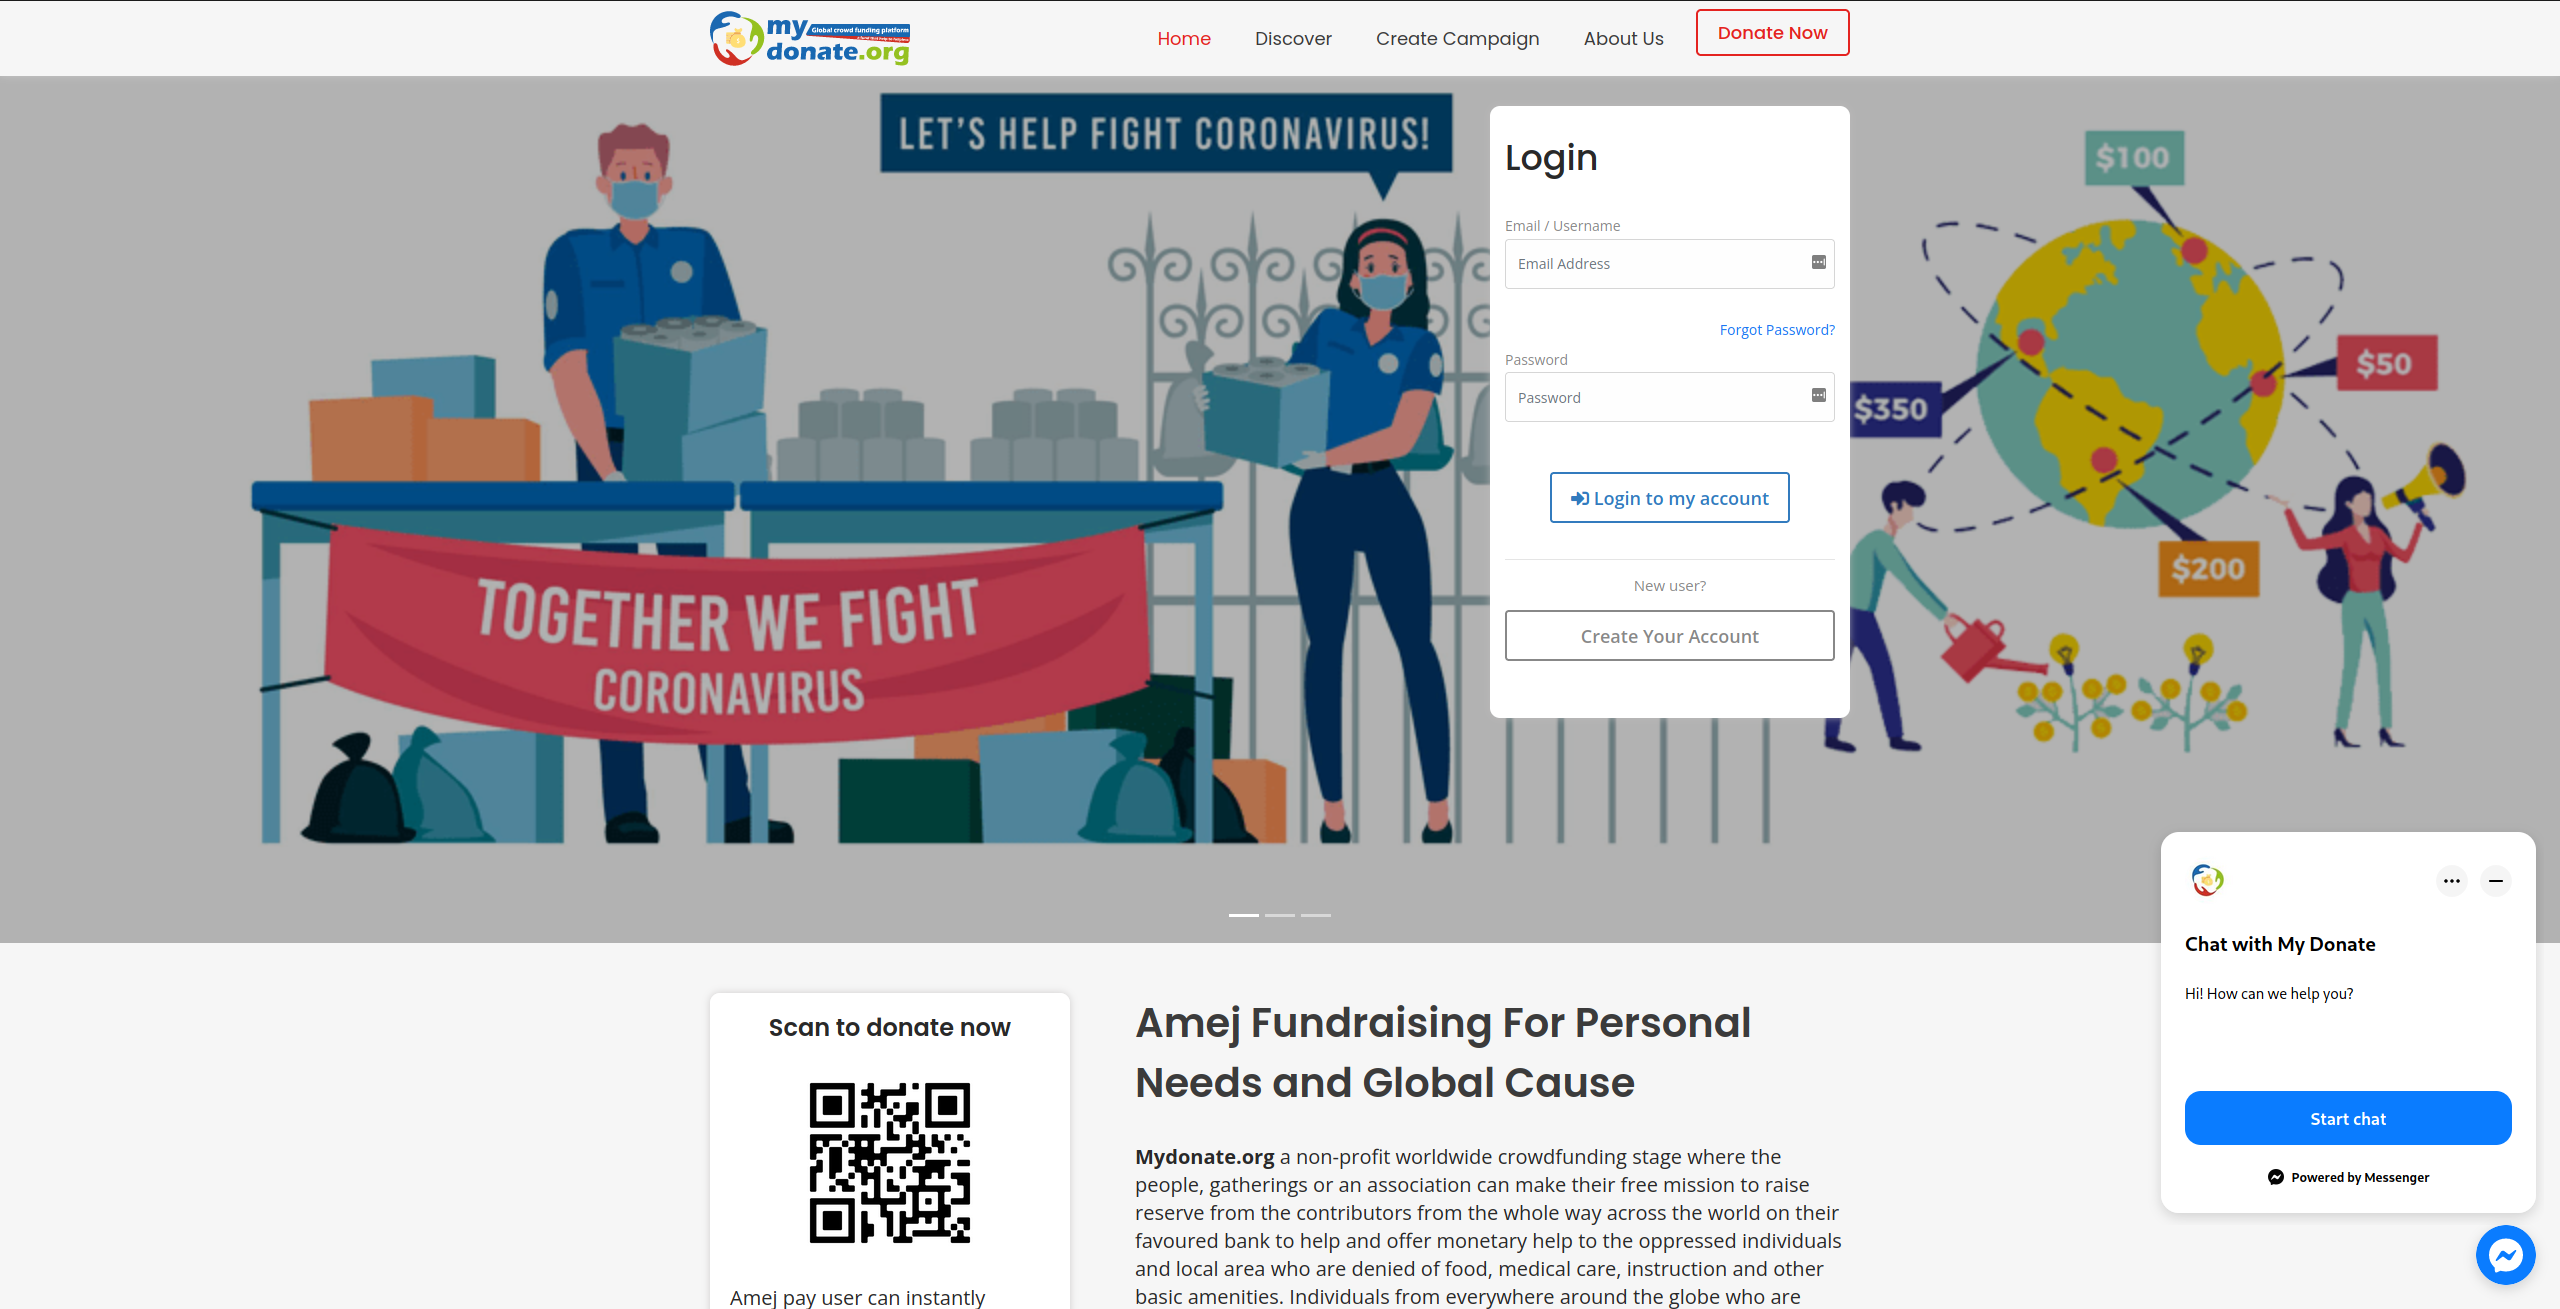 my
Global crowd funding platform
donate.org
Home
Discover
Create Campaign
About Us
Donate Now
LET'S HELP FIGHT CORONAVIRUS!
TOGETHER WE FIGHT
CORONAVIRUS
Login
Email / Username
Email Address
Forgot Password?
Password
Password
Login to my account
New user?
Create Your Account
$100
$50
$350
$200
Scan to donate now
Amej pay user can instantly
Amej Fundraising For Personal
Needs and Global Cause
Mydonate.org a non-profit worldwide crowdfunding stage where the
people, gatherings or an association can make their free mission to raise
reserve from the contributors from the whole way across the world on their
favoured bank to help and offer monetary help to the oppressed individuals
and local area who are denied of food, medical care, instruction and other
basic amenities. Individuals from everywhere around the globe who are
Chat with My Donate
Hi! How can we help you?
Start chat
Powered by Messenger